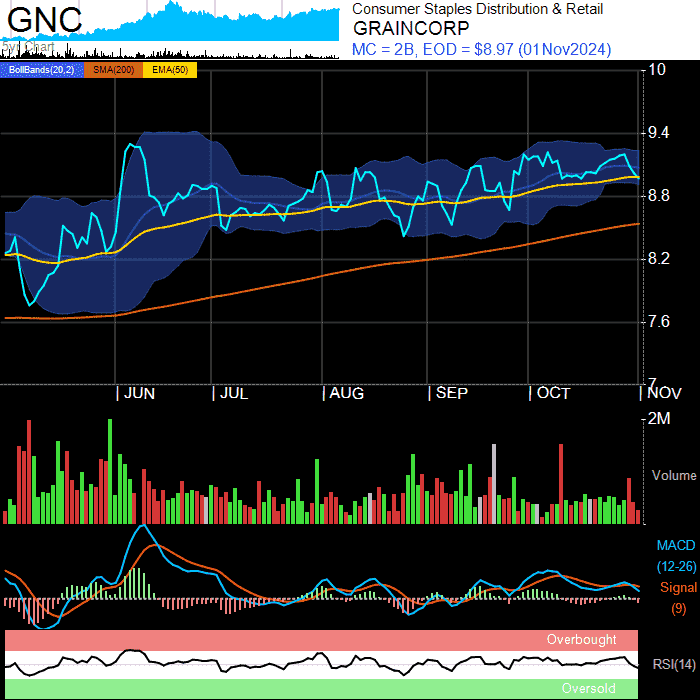 GNC
5yr Chart
Consumer Staples Distribution & Retail
GRAINCORP
MC = 2B, EOD = $8.97 (01Nov2024)
BollBands(20,2) SMA(200) EMA(50)
10
9.4
8.8
8.2
7.6
7
JUN JUL AUG SEP OCT NOV
2M
Volume
MACD
(12-26)
Signal
(9)
Overbought
RSI(14)
Oversold